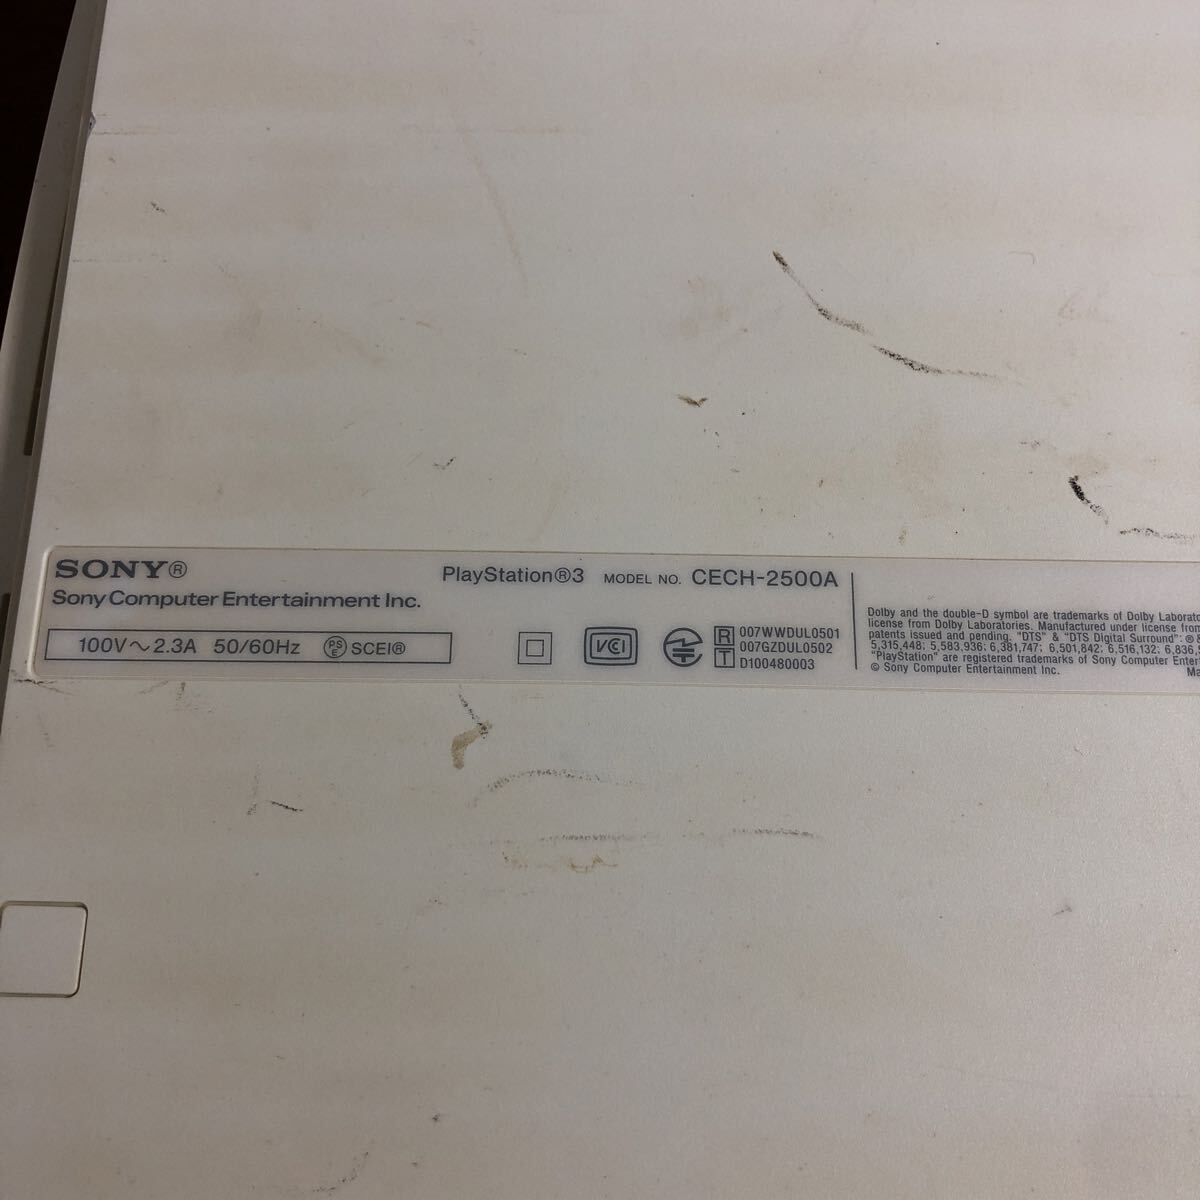 SONY®
Sony Computer Entertainment Inc.
100V～2.3A 50/60Hz PS E SCEI®
PlayStation®3 MODEL NO. CECH-2500A
VCCI
R 007WWDUL0501
007GZDUL0502
T D100480003
Dolby and the double-D symbol are trademarks of Dolby
license from Dolby Laboratories. Manufactured under license from
patents issued and pending. "DTS" & "DTS Digital Surround": ® &
5,315,448; 5,583,936; 6,381,747; 6,501,842; 6,516,132;
"PlayStation" are registered trademarks of Sony Computer
© Sony Computer Entertainment Inc.